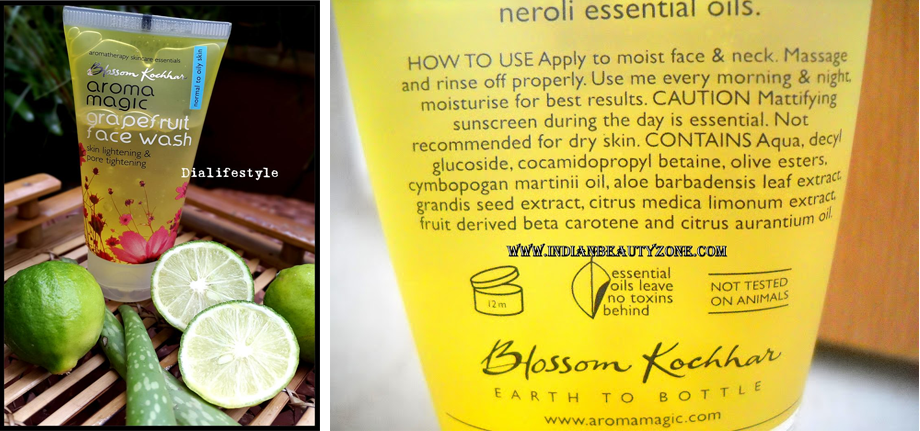 aromatherapy skincare essentials
Blossom Kochhar
aroma
magic
grapefruit
face wash
skin lightening &
pore tightening
normal to oily skin
Dialifestyle
neroli essential oils.
HOW TO USE Apply to moist face & neck. Massage
and rinse off properly. Use me every morning & night.
moisturise for best results. CAUTION Mattifying
sunscreen during the day is essential. Not
recommended for dry skin. CONTAINS Aqua, decyl
glucoside, cocamidopropyl betaine, olive esters,
cymbopogan martinii oil, aloe barbadensis leaf extract,
grandis seed extract, citrus medica limonum extract,
fruit derived beta carotene and citrus aurantium oil.
WWW.INDIANBEAUTYZONE.COM
12m
essential
oils leave
no toxins
behind
NOT TESTED
ON ANIMALS
Blossom Kochhar
EARTH TO BOTTLE
www.aromamagic.com